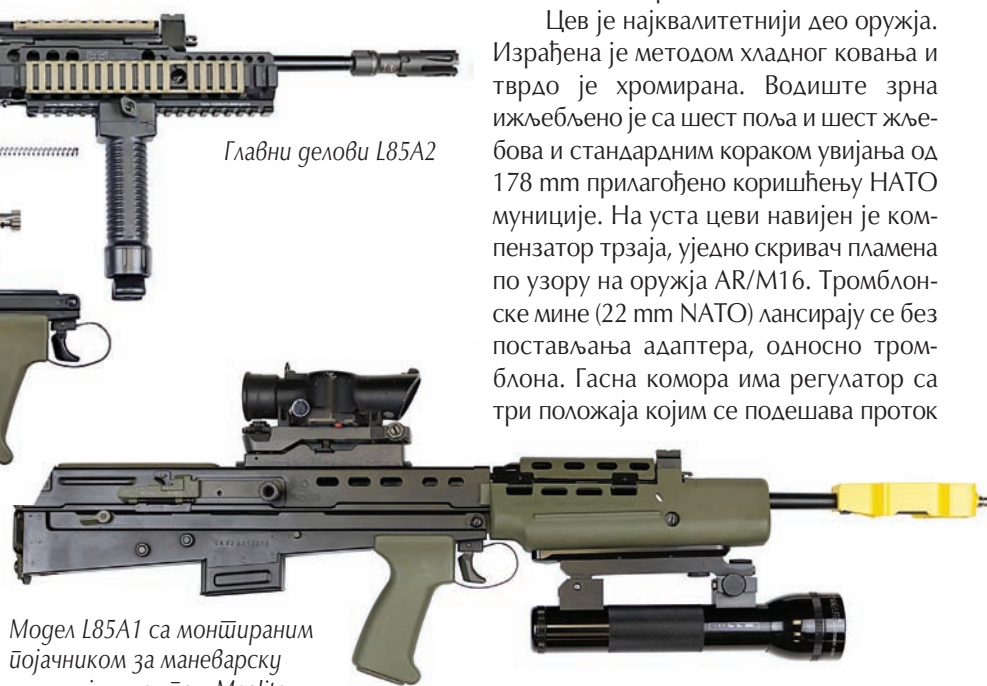 Цев је најквалитетнији део оружја.
Израђена је методом хладног ковања и
тврдо је хромирана. Водиште зрна
ижљебљено је са шест поља и шест жље-
бова и стандардним кораком увијања од
178 mm прилагођено коришћењу НАТО
муниције. На уста цеви навијен је ком-
пензатор трзаја, уједно скривач пламена
по узору на оружја AR/M16. Тромблон-
ске мине (22 mm NATO) лансирају се без
постављања адаптера, односно тром-
блона. Гасна комора има регулатор са
три положаја којим се подешава проток
Главни делови L85A2
Модел L85A1 са монтираним
појачником за маневарску